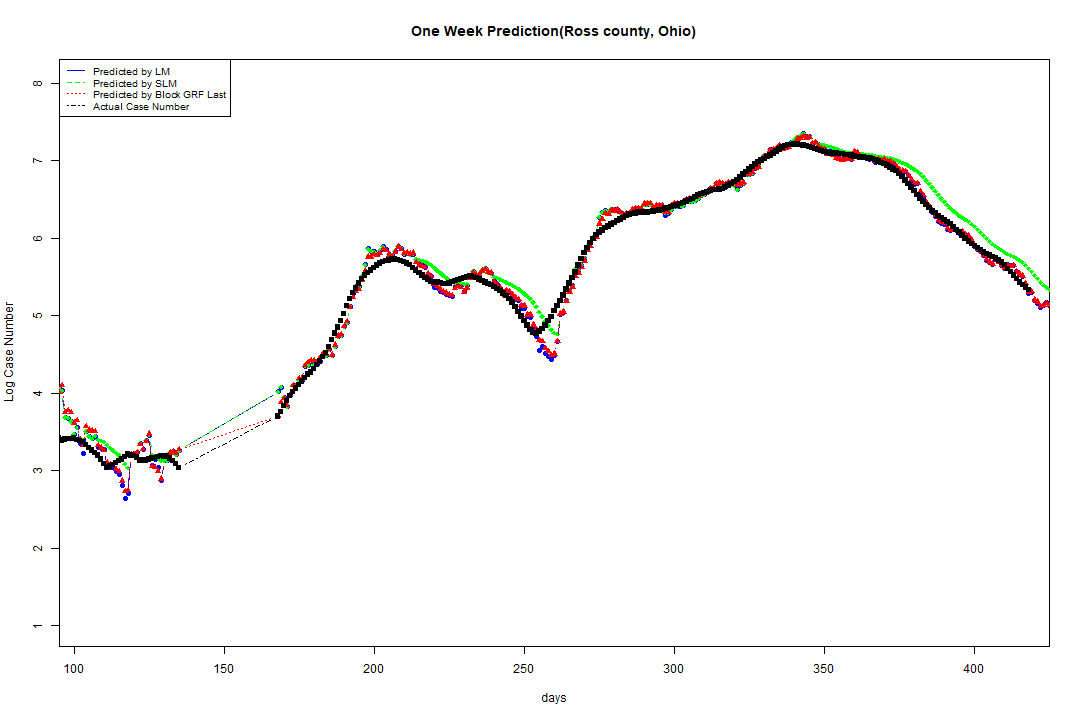 One Week Prediction(Ross county, Ohio)
Predicted by LM
Predicted by SLM
Predicted by Block GRF Last
Actual Case Number
Log Case Number
8
7
6
5
4
3
2
1
100 150 200 250 300 350 400
days